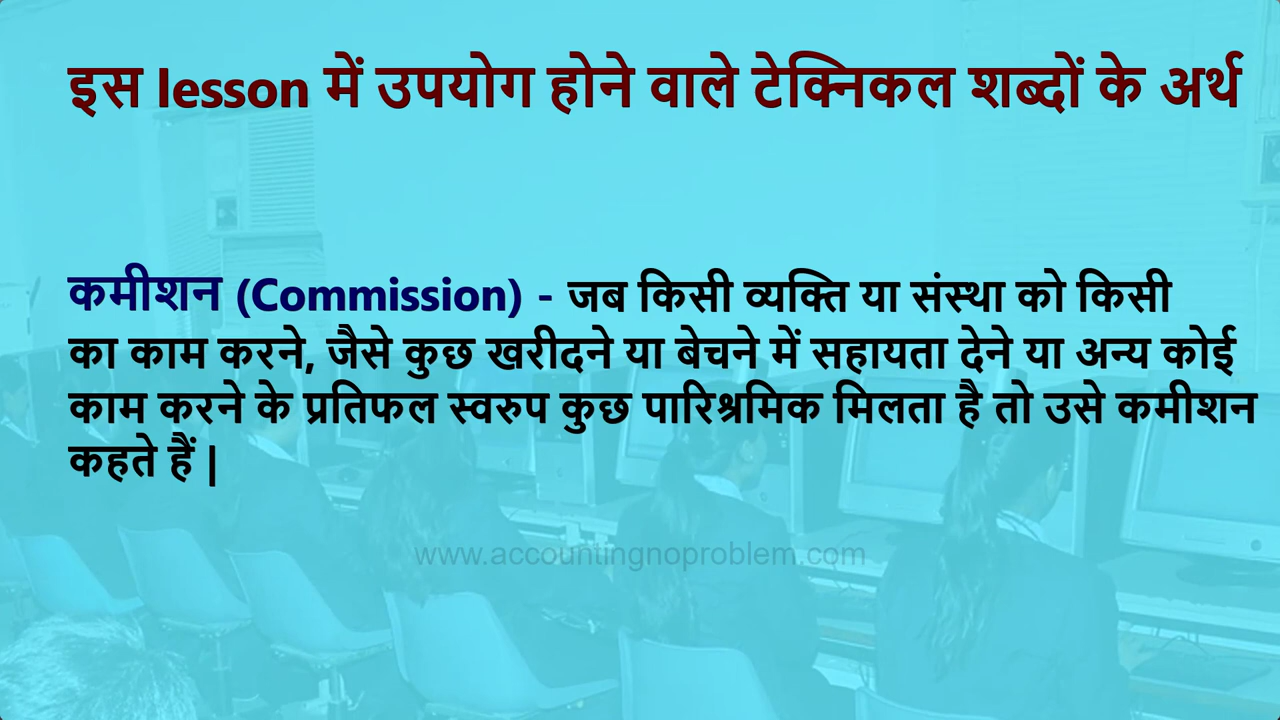 इस lesson में उपयोग होने वाले टेक्निकल शब्दों के अर्थ
कमीशन (Commission) - जब किसी व्यक्ति या संस्था को किसी
का काम करने, जैसे कुछ खरीदने या बेचने में सहायता देने या अन्य कोई
काम करने के प्रतिफल स्वरुप कुछ पारिश्रमिक मिलता है तो उसे कमीशन
कहते हैं |
www.accountingnoproblem.com